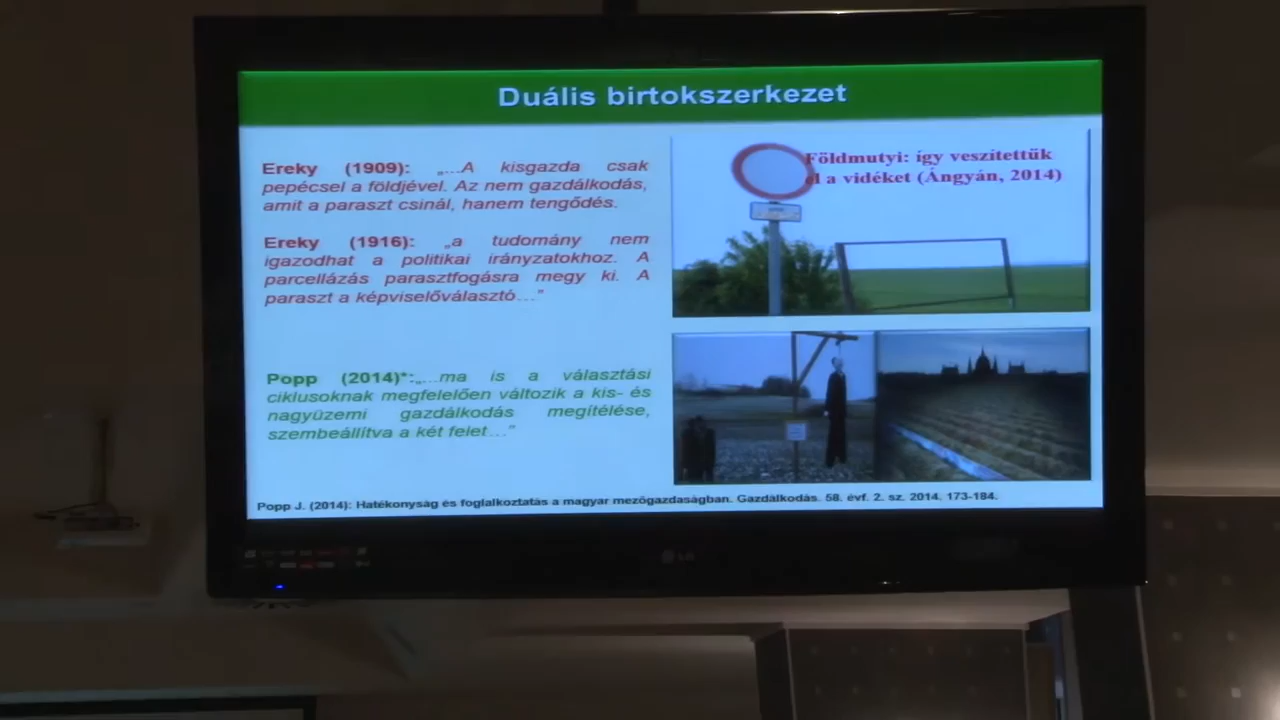 Duális birtokszerkezet
Ereky (1909): „...A kisgazda csak
pepécsel a földjével. Az nem gazdálkodás,
amit a paraszt csinál, hanem tengődés.
Ereky (1916): „a tudomány nem
igazodhat a politikai irányzatokhoz. A
parcellázás parasztfogásra megy ki. A
paraszt a képviselőválasztó...”
Popp (2014)*:„...ma is a választási
ciklusoknak megfelelően változik a kis- és
nagyüzemi gazdálkodás megítélése,
szembeállítva a két felet...”
Földmutyi: így veszítettük
el a vidéket (Ángyán, 2014)
Popp J. (2014): Hatékonyság és foglalkoztatás a magyar mezőgazdaságban. Gazdálkodás. 58. évf. 2. sz. 2014. 173-184.
LG